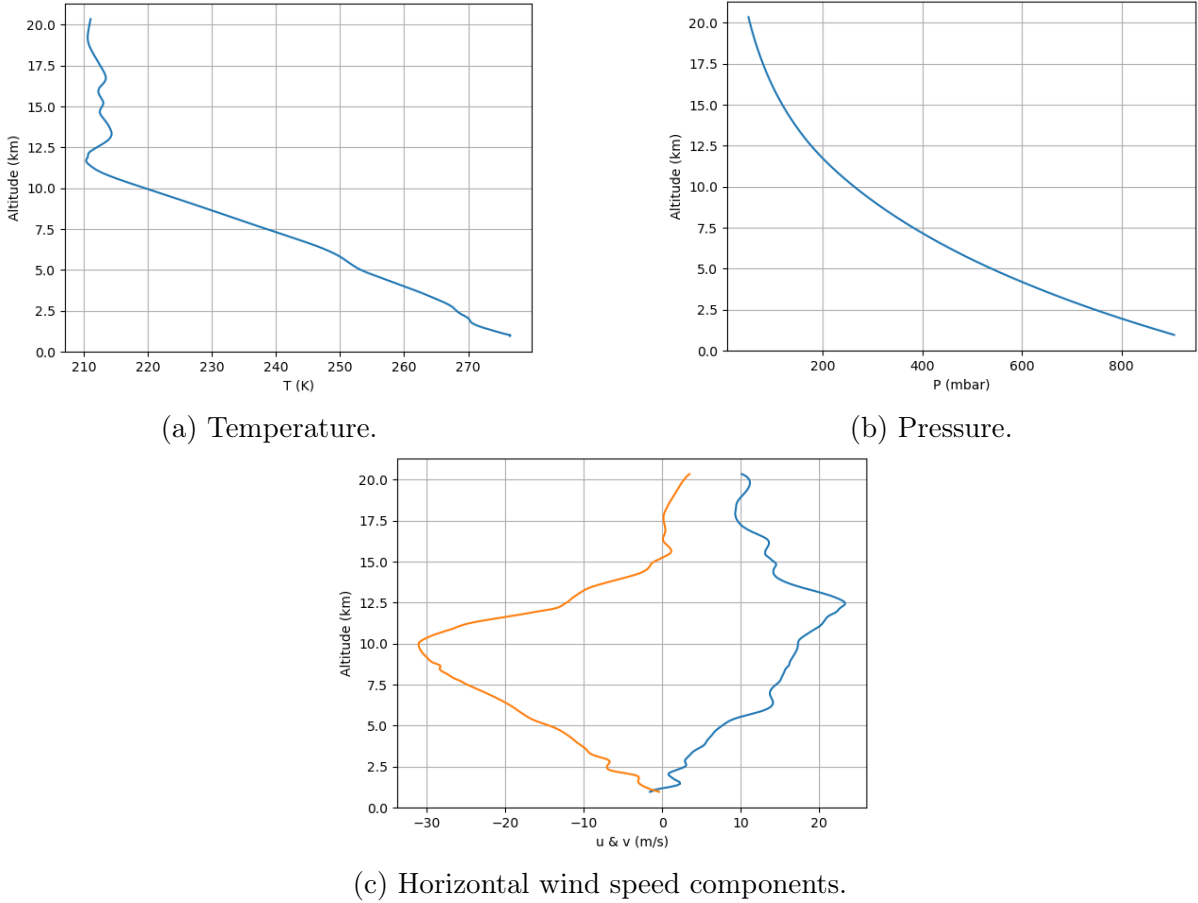 20.0
17.5
15.0
12.5
10.0
7.5
5.0
2.5
0.0
Altitude (km)
210 220 230 240 250 260 270
T (K)
(a) Temperature.
20.0
17.5
15.0
12.5
10.0
7.5
5.0
2.5
0.0
Altitude (km)
200 400 600 800
P (mbar)
(b) Pressure.
20.0
17.5
15.0
12.5
10.0
7.5
5.0
2.5
0.0
Altitude (km)
−30 −20 −10 0 10 20
u & v (m/s)
(c) Horizontal wind speed components.